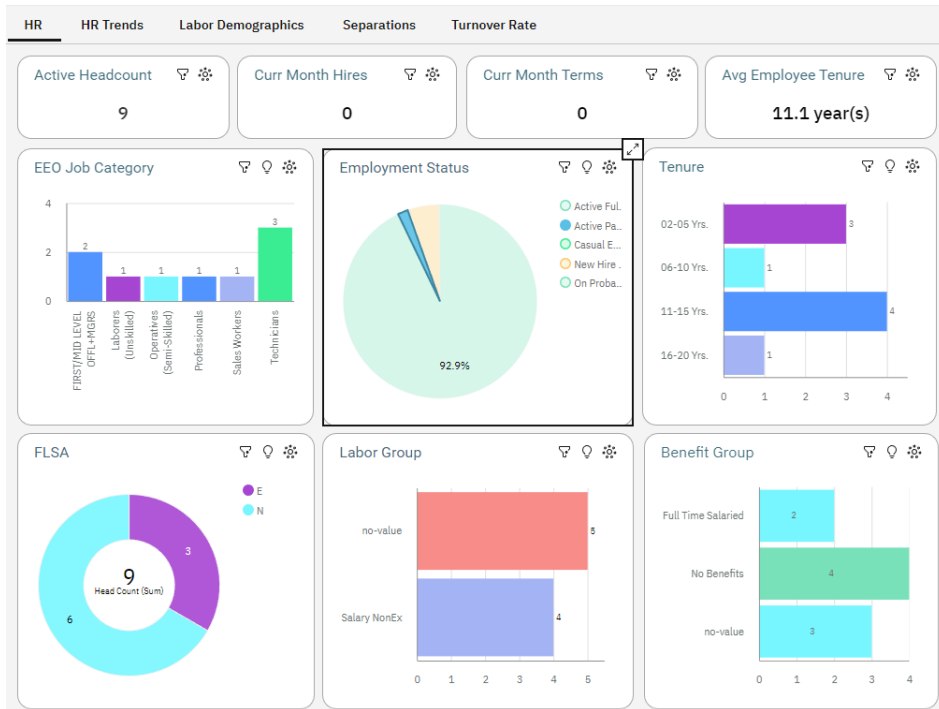 HR
HR Trends
Labor Demographics
Separations
Turnover Rate
Active Headcount
9
Curr Month Hires
0
Curr Month Terms
0
Avg Employee Tenure
11.1 year(s)
EEO Job Category
4
2
0
2
1
1
1
1
3
FIRST/MID LEVEL
OFFL+MGRS
Laborers
(Unskilled)
Operatives
(Semi-Skilled)
Professionals
Sales Workers
Technicians
Employment Status
92.9%
Active Ful.
Active Pa..
Casual E...
New Hire .
On Proba..
Tenure
02-05 Yrs.
3
06-10 Yrs.
1
11-15 Yrs.
4
16-20 Yrs.
1
0 1 2 3 4
FLSA
E
N
3
9
Head Count (Sum)
6
Labor Group
no-value
5
Salary NonEx
4
0 1 2 3 4 5
Benefit Group
Full Time Salaried
2
No Benefits
4
no-value
3
0 1 2 3 4